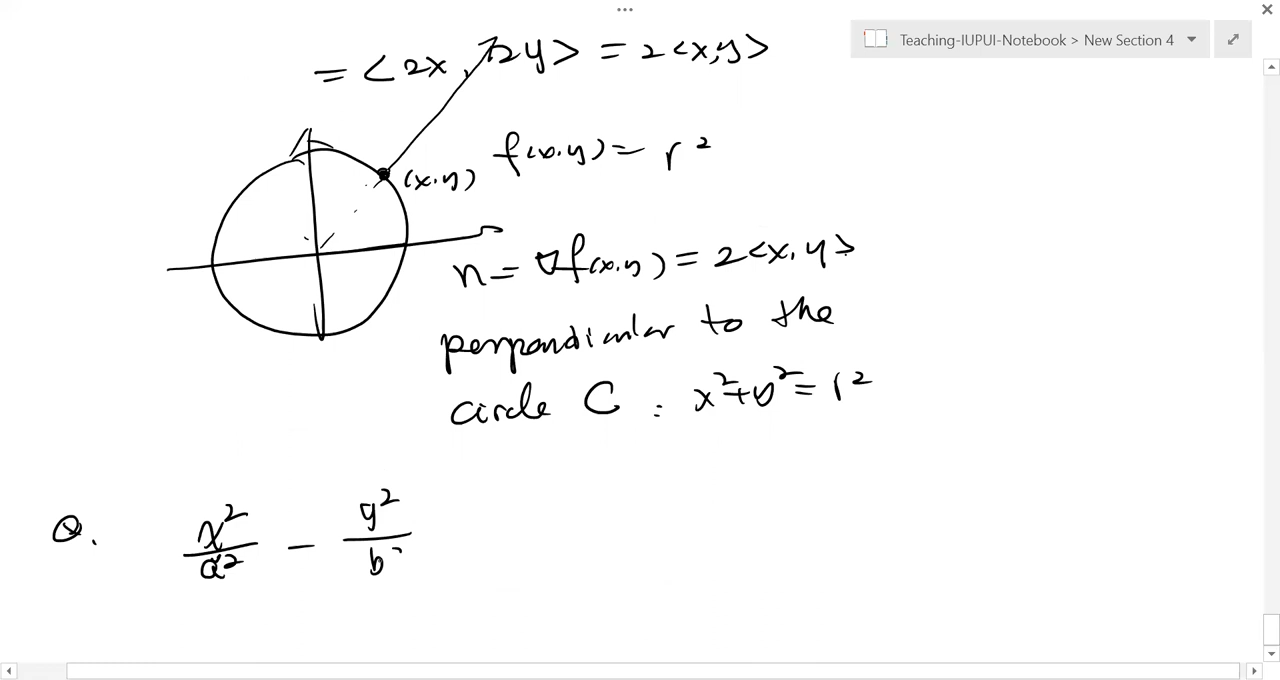 Teaching-IUPUI-Notebook > New Section 4
= <2x, 2y> = 2<x,y>
(x.y) f(x.y) = r²
n = ∇f(x.y) = 2<x,y>
perpendicular to the
circle C : x²+y² = r²
Q. x²/a² - y²/b²